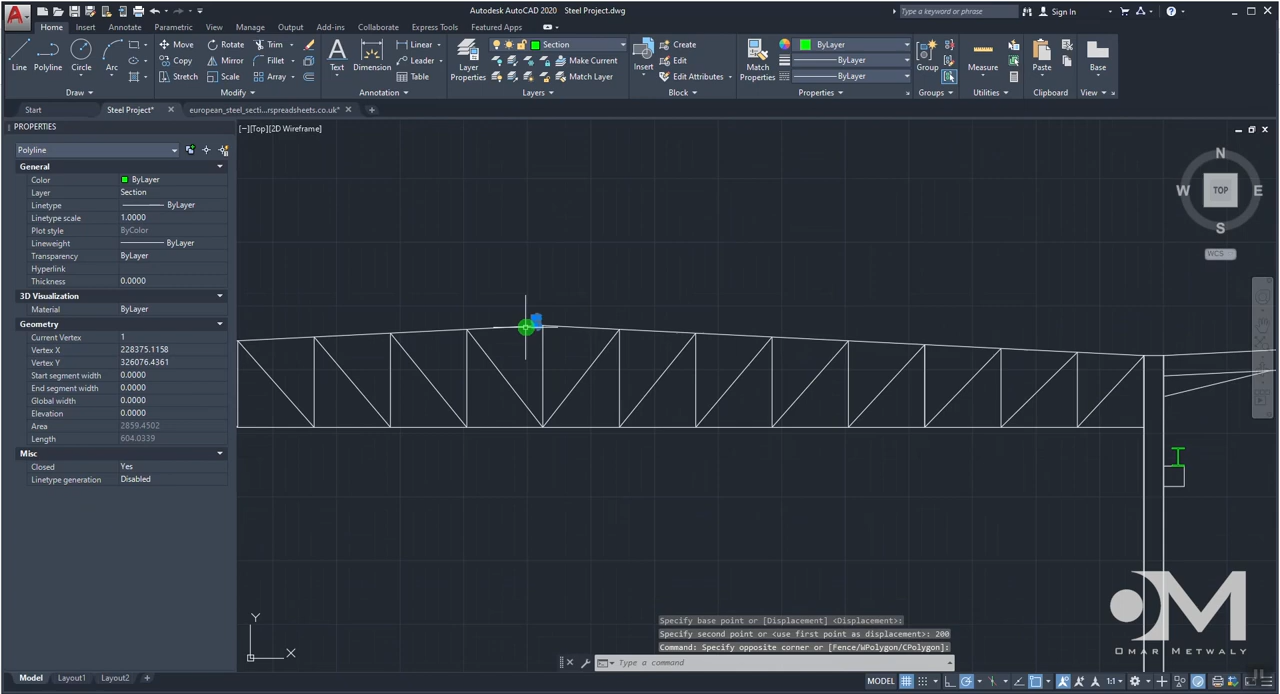 Autodesk AutoCAD 2020 Steel Project.dwg
Type a keyword or phrase
Sign In
Home Insert Annotate Parametric View Manage Output Add-ins Collaborate Express Tools Featured Apps
Line Polyline Circle Arc
Move Rotate Trim
Copy Mirror Fillet
Stretch Scale Array
Text Dimension
Linear
Leader
Table
Layer Properties
Section
Make Current
Match Layer
Insert
Create
Edit
Edit Attributes
Match Properties
ByLayer
ByLayer
ByLayer
Group Measure Paste Base
Draw Modify Annotation Layers Block Properties Groups Utilities Clipboard View
Start Steel Project* european_steel_secti...rspreadsheets.co.uk*
PROPERTIES
[−][Top][2D Wireframe]
Polyline
General
Color ByLayer
Layer Section
Linetype ByLayer
Linetype scale 1.0000
Plot style ByColor
Lineweight ByLayer
Transparency ByLayer
Hyperlink
Thickness 0.0000
3D Visualization
Material ByLayer
Geometry
Current Vertex 1
Vertex X 228375.1158
Vertex Y 326076.4361
Start segment width 0.0000
End segment width 0.0000
Global width 0.0000
Elevation 0.0000
Area 2859.4502
Length 604.0339
Misc
Closed Yes
Linetype generation Disabled
N
W TOP E
S
WCS
Y
X
Specify base point or [Displacement] <Displacement>:
Specify second point or <use first point as displacement>: 200
Command: Specify opposite corner or [Fence/WPolygon/CPolygon]:
Type a command
OM
OMAR METWALY
Model Layout1 Layout2
MODEL 1:1